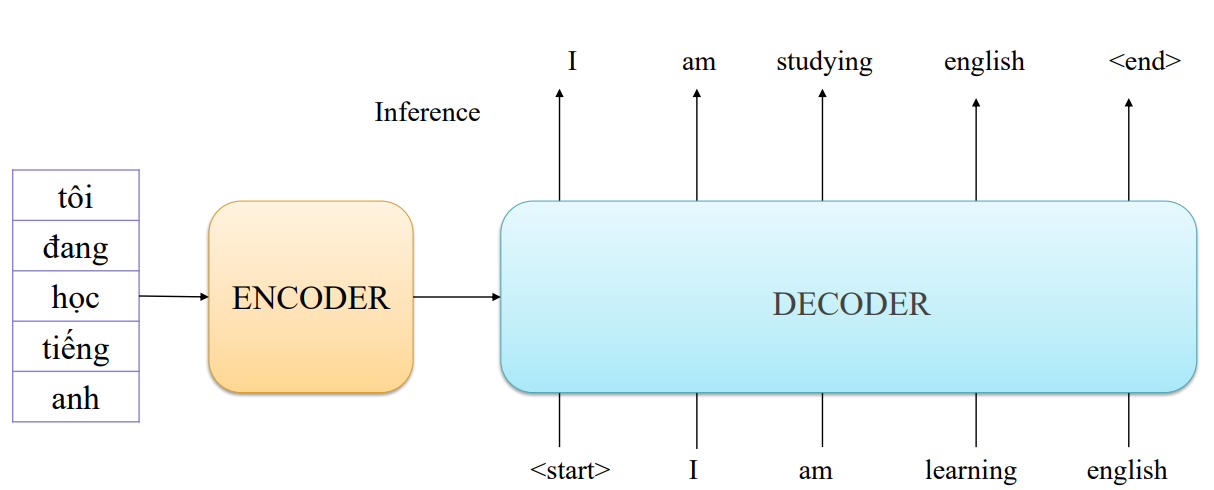 I am studying english <end>
Inference
tôi
đang
học
tiếng
anh
ENCODER
DECODER
<start> I am learning english